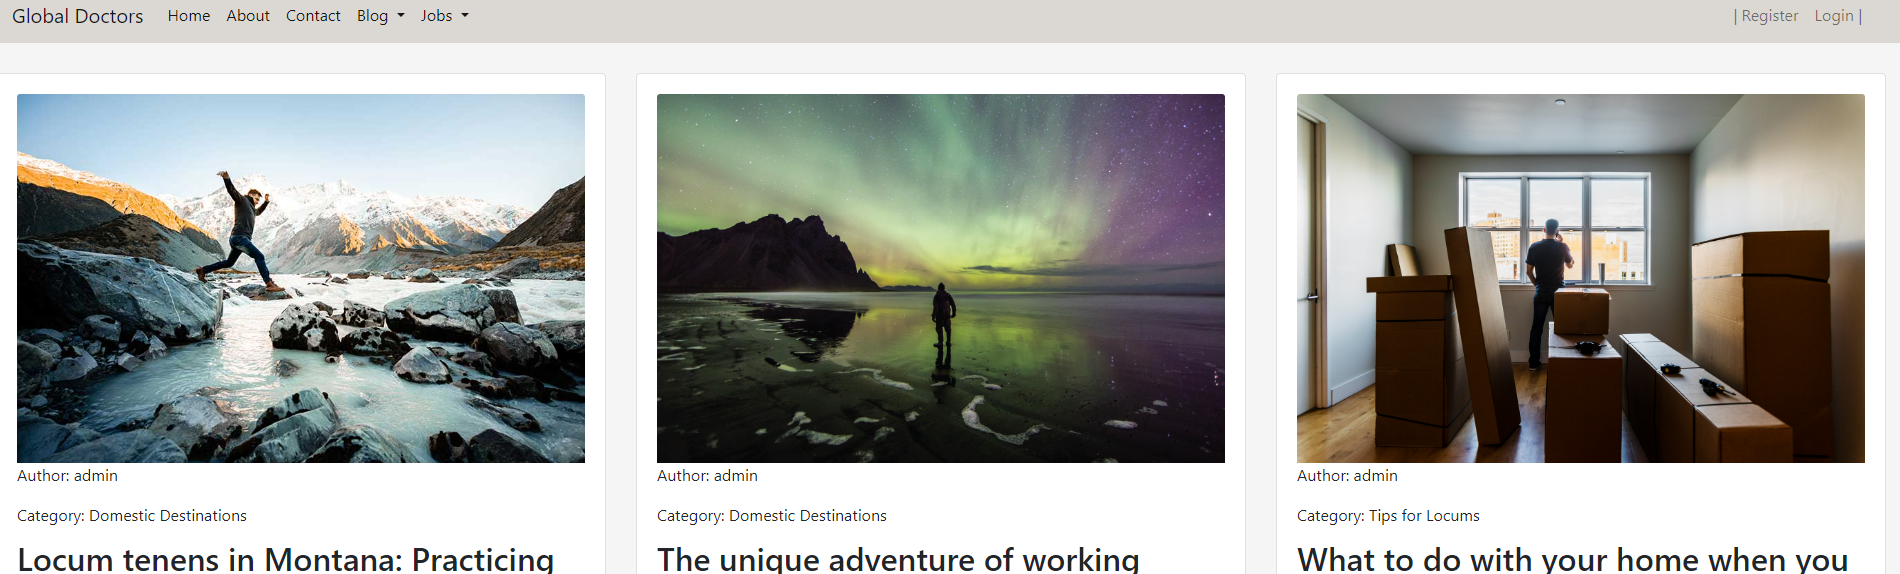 Global Doctors Home About Contact Blog Jobs | Register Login |
Author: admin
Category: Domestic Destinations
Locum tenens in Montana: Practicing
Author: admin
Category: Domestic Destinations
The unique adventure of working
Author: admin
Category: Tips for Locums
What to do with your home when you